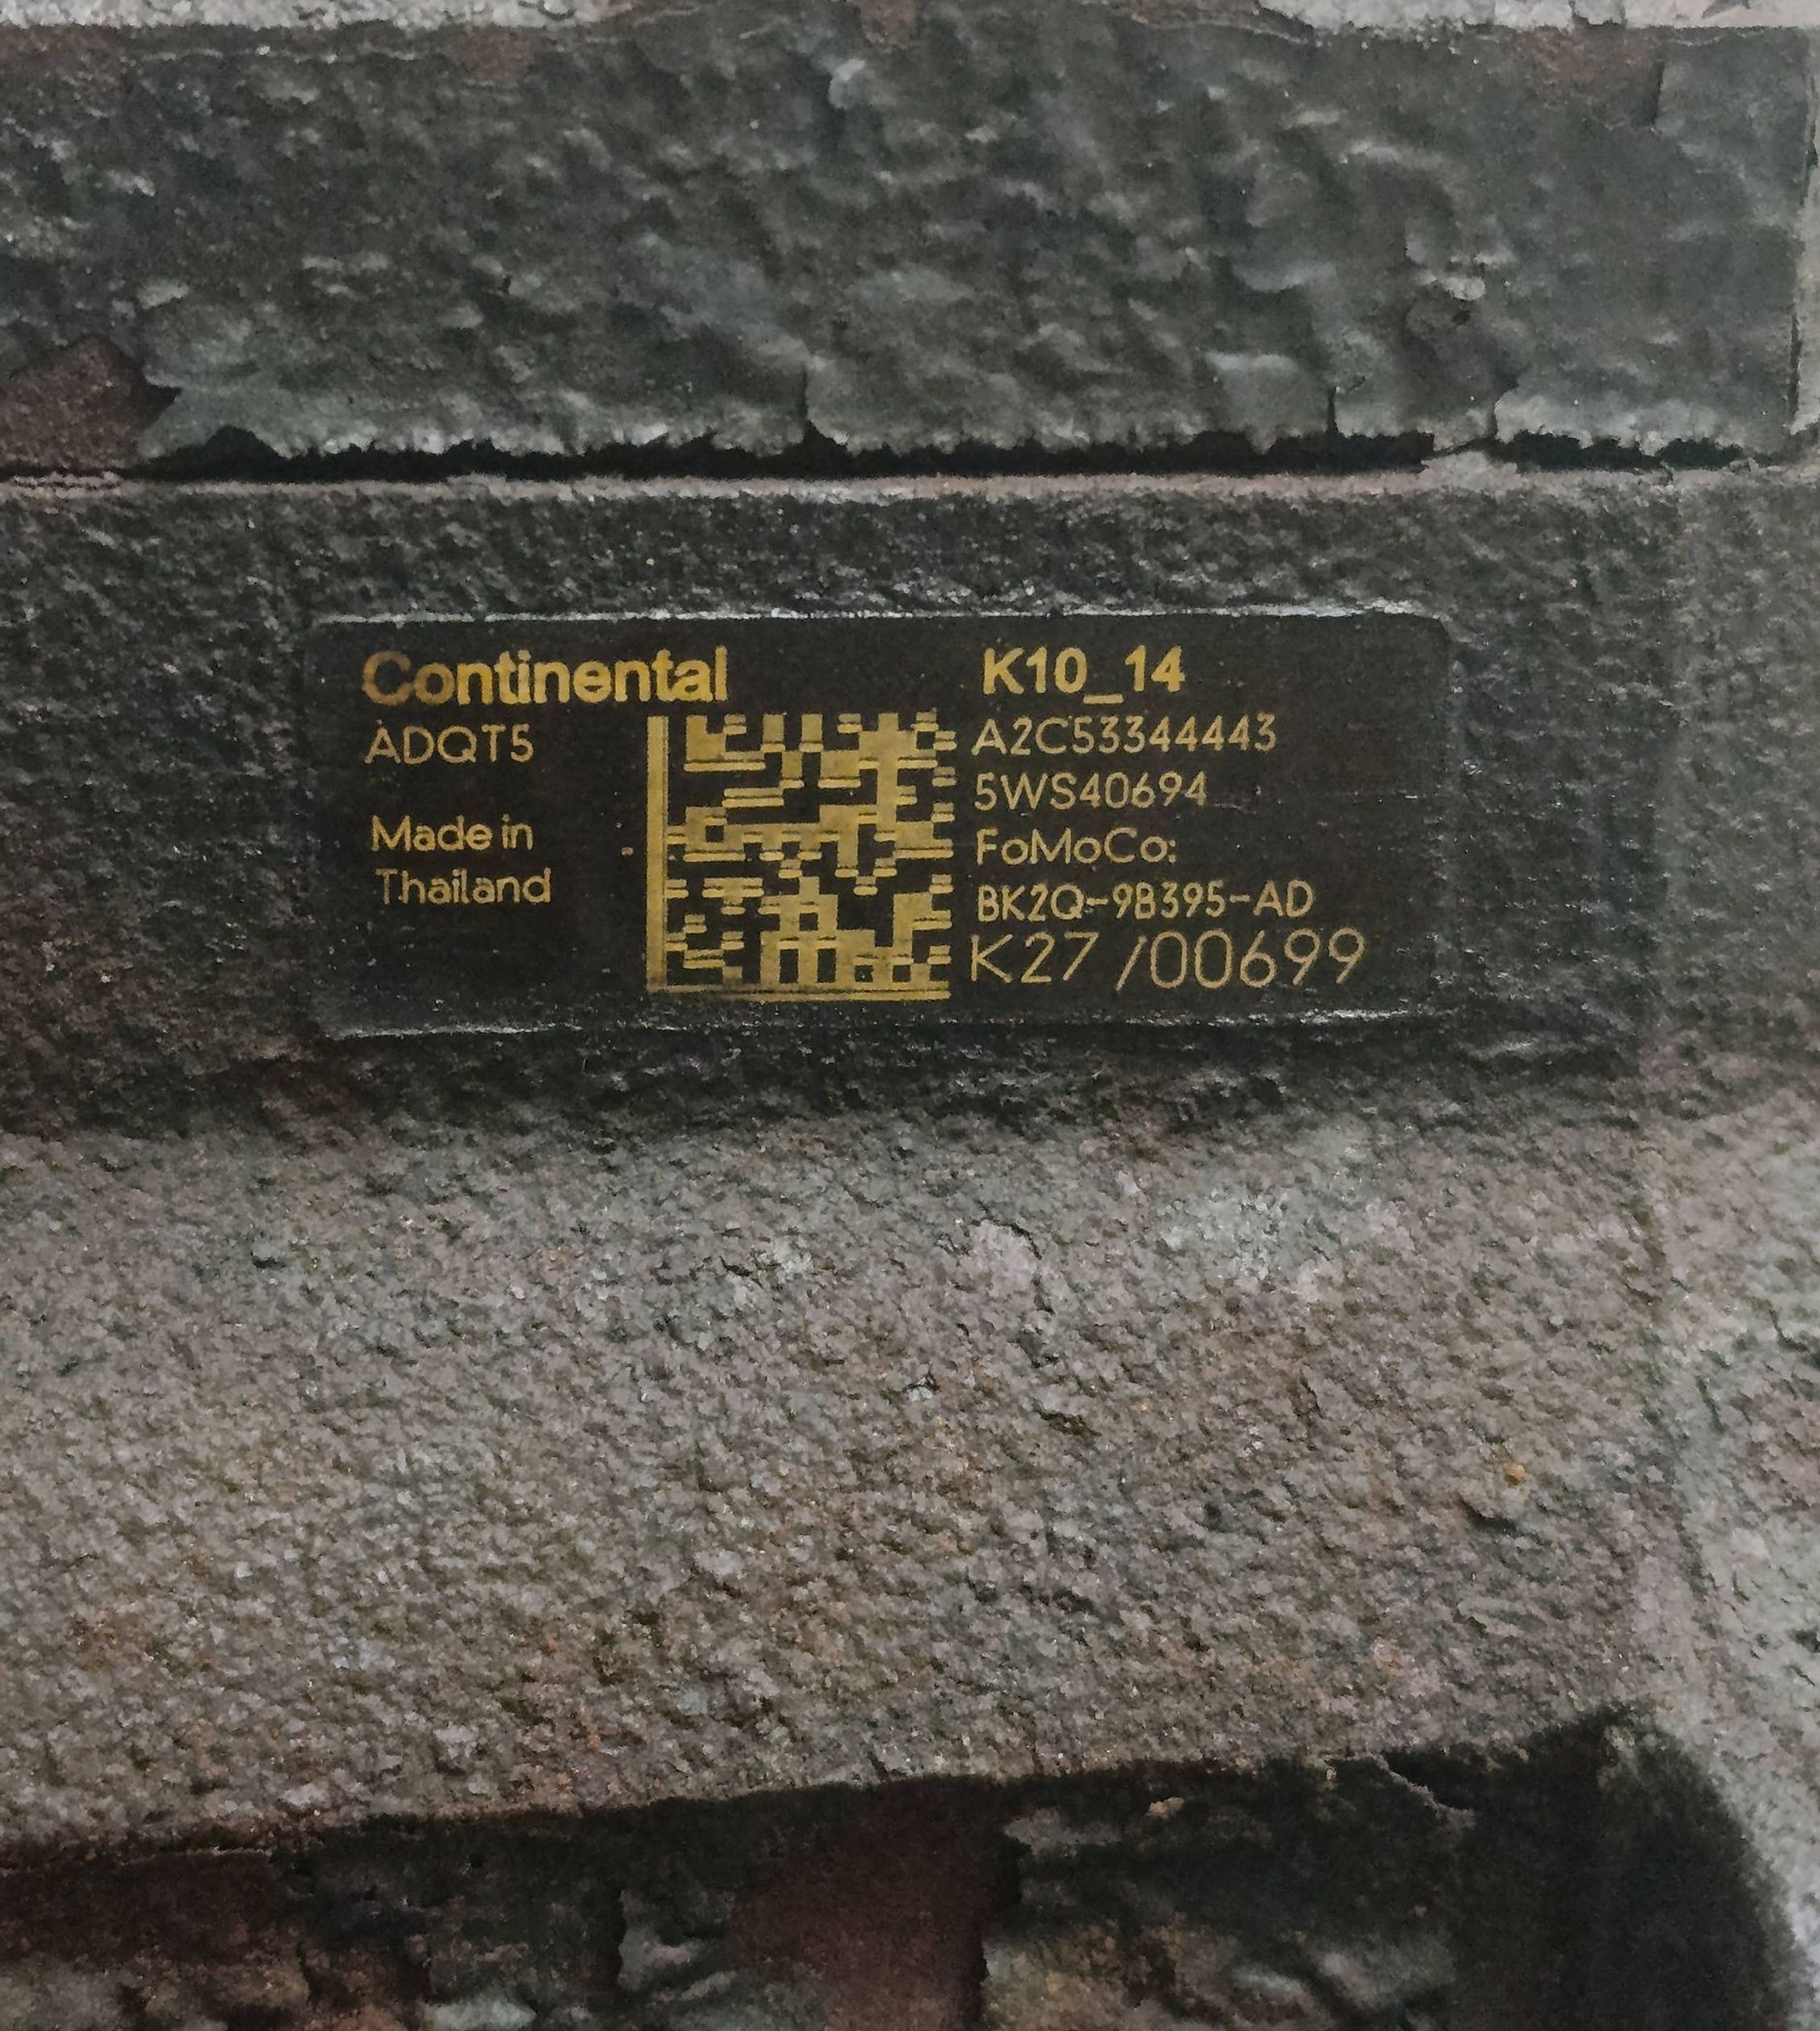 Continental
ADQT5
Made in
Thailand
K10_14
A2C53344443
5WS40694
FoMoCo:
BK2Q-9B395-AD
K27 /00699